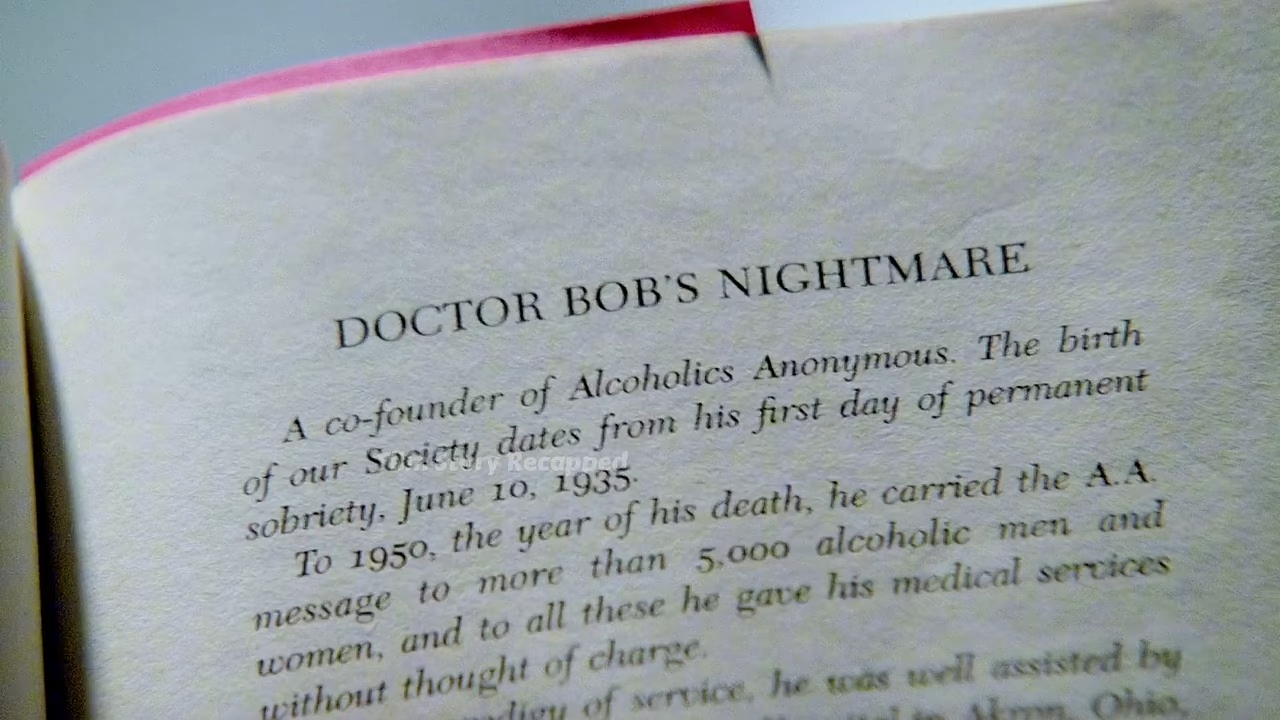 DOCTOR BOB'S NIGHTMARE
A co-founder of Alcoholics Anonymous. The birth
of our Society dates from his first day of permanent
sobriety, June 10, 1935.
To 1950, the year of his death, he carried the A.A.
message to more than 5,000 alcoholic men and
women, and to all these he gave his medical services
without thought of charge.
of service, he was well assisted by
in Akron, Ohio,
Recapped